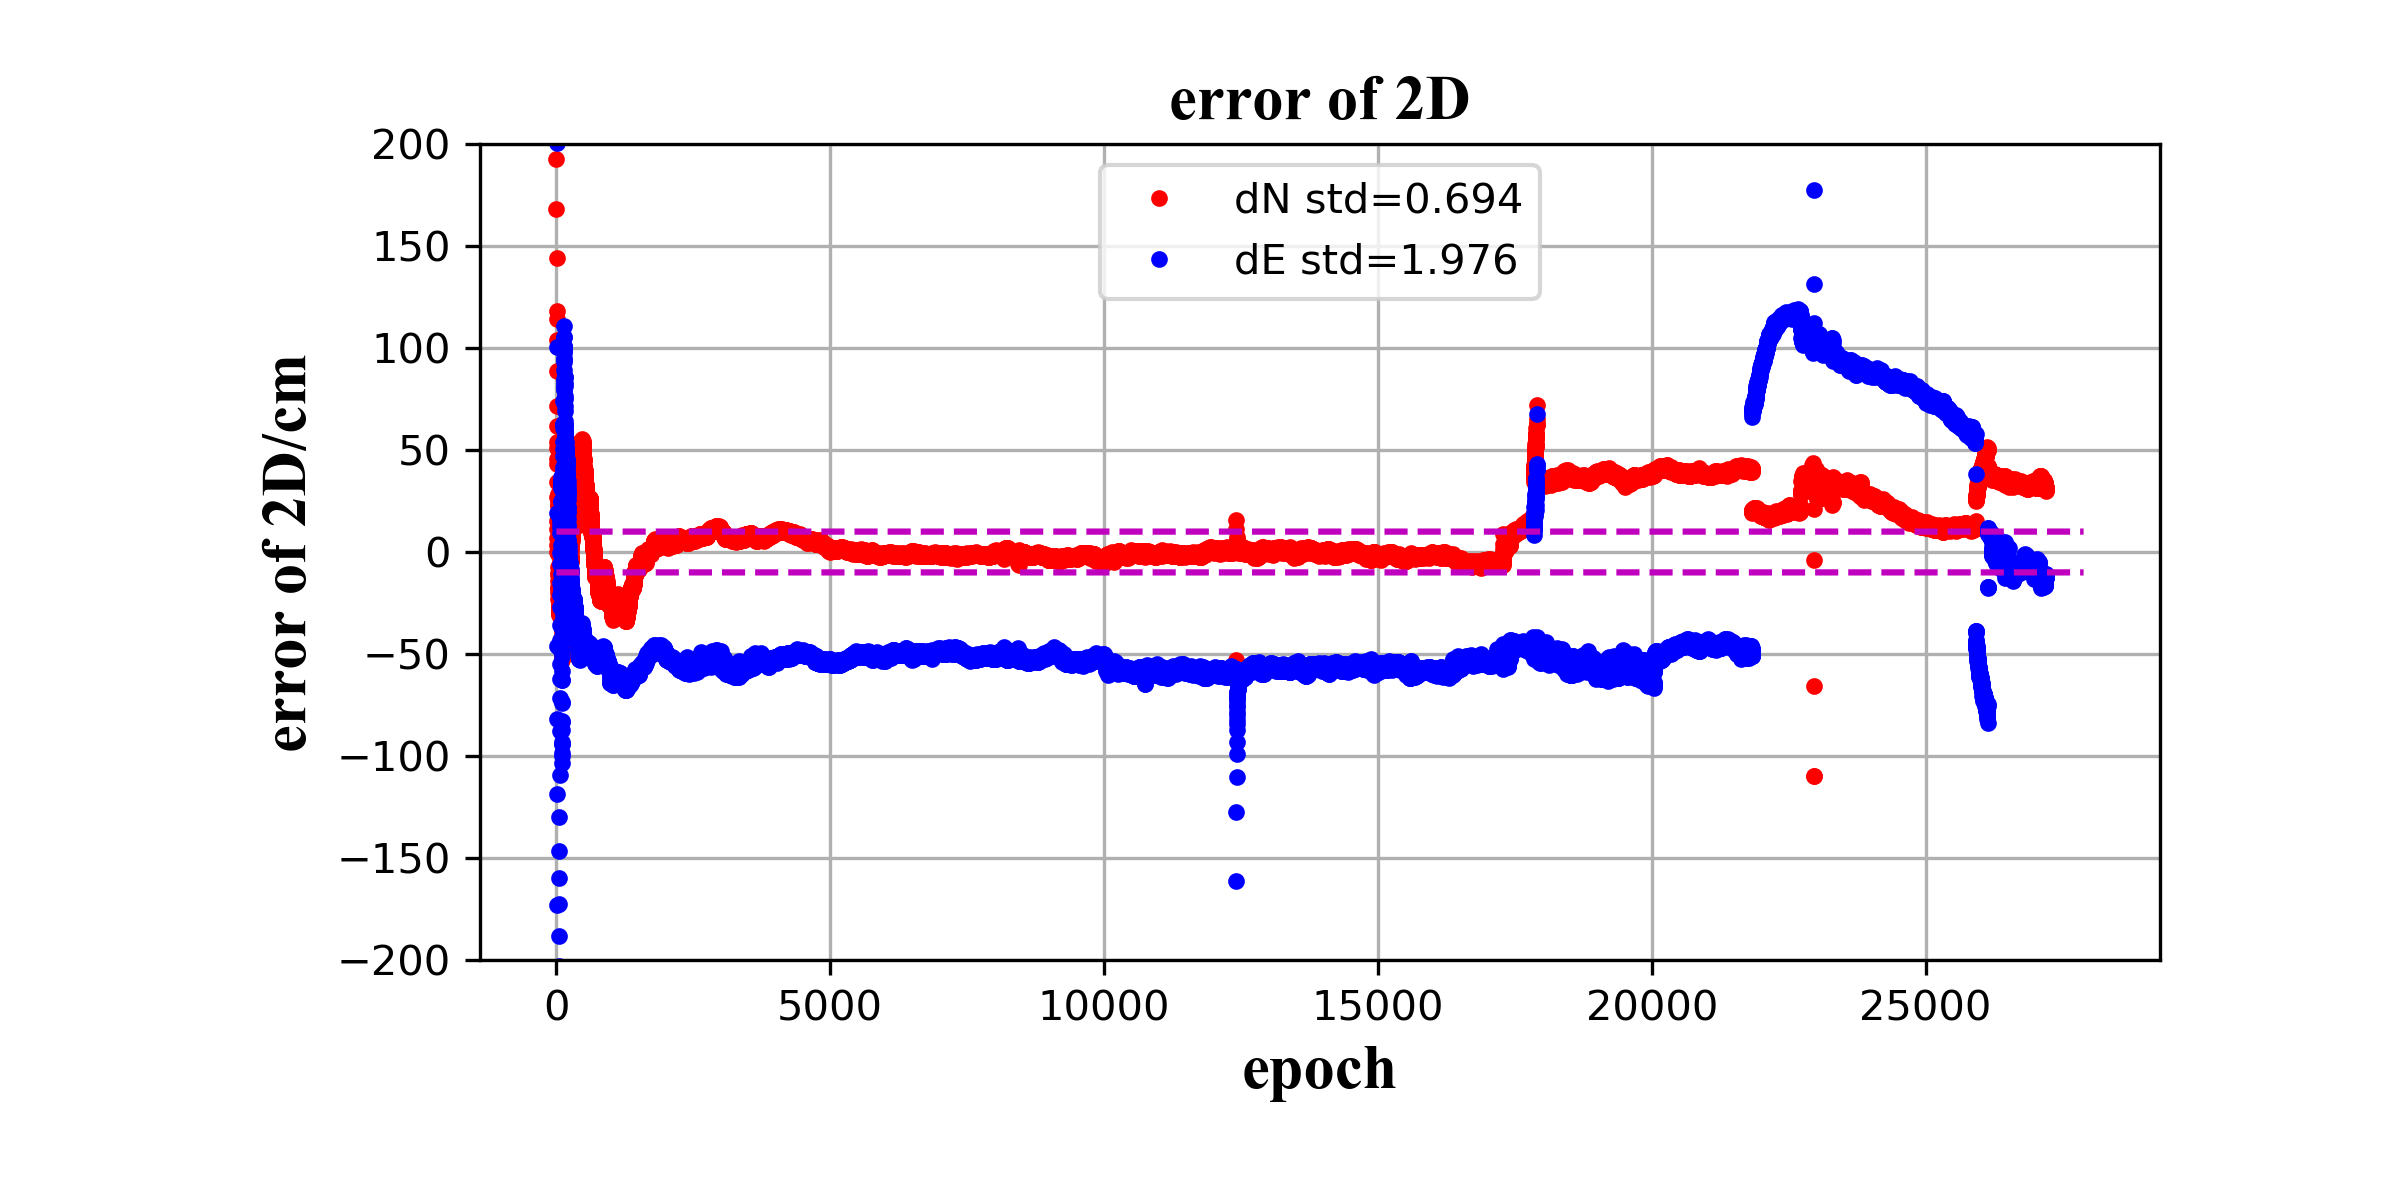 error of 2D
dN std=0.694
dE std=1.976
error of 2D/cm
200
150
100
50
0
−50
−100
−150
−200
0 5000 10000 15000 20000 25000
epoch